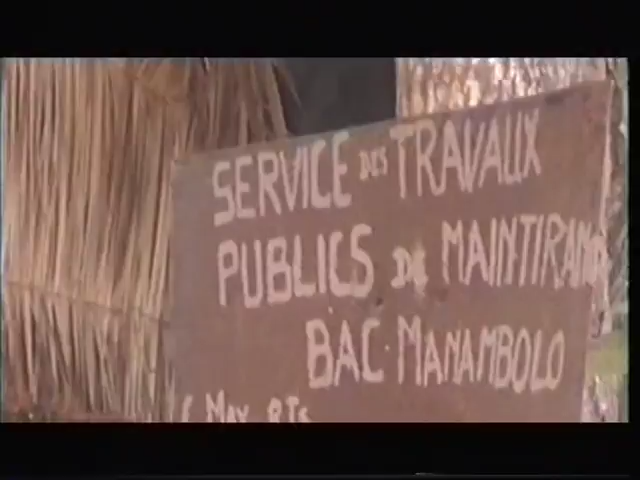 SERVICE DES TRAVAUX
PUBLICS DE MAINTIRANO
BAC. MANAMBOLO